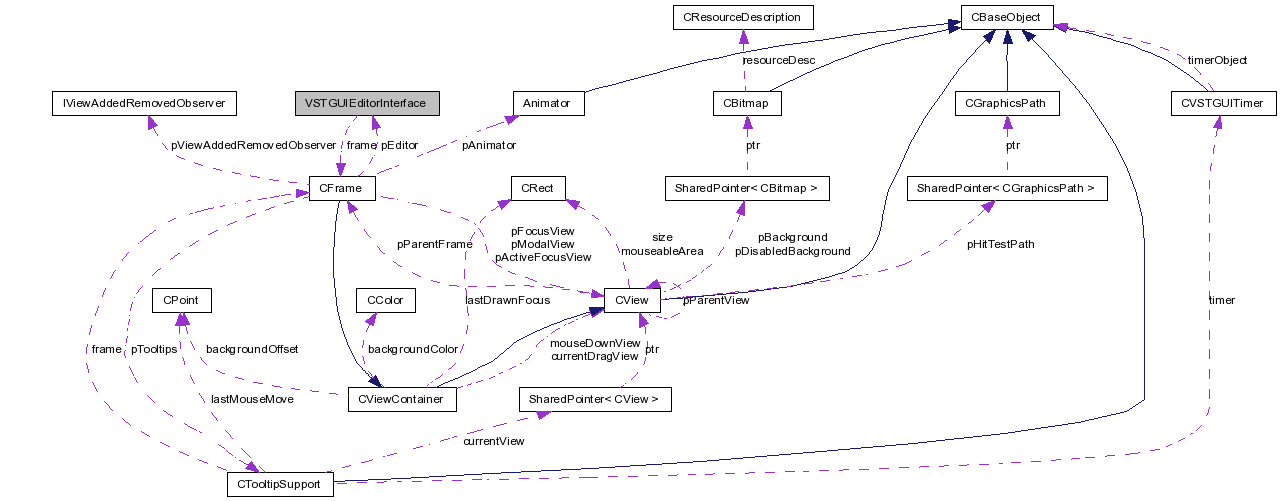 CResourceDescription
CBaseObject
resourceDesc
timerObject
IViewAddedRemovedObserver
VSTGUIEditorInterface
Animator
CBitmap
CGraphicsPath
CVSTGUITimer
pViewAddedRemovedObserver
frame
pEditor
pAnimator
ptr
ptr
CFrame
CRect
SharedPointer< CBitmap >
SharedPointer< CGraphicsPath >
pParentFrame
pFocusView
pModalView
pActiveFocusView
size
mouseableArea
pBackground
pDisabledBackground
pHitTestPath
CPoint
CColor
lastDrawnFocus
CView
pParentView
timer
frame
pTooltips
backgroundOffset
backgroundColor
mouseDownView
currentDragView
ptr
lastMouseMove
CViewContainer
SharedPointer< CView >
currentView
CTooltipSupport